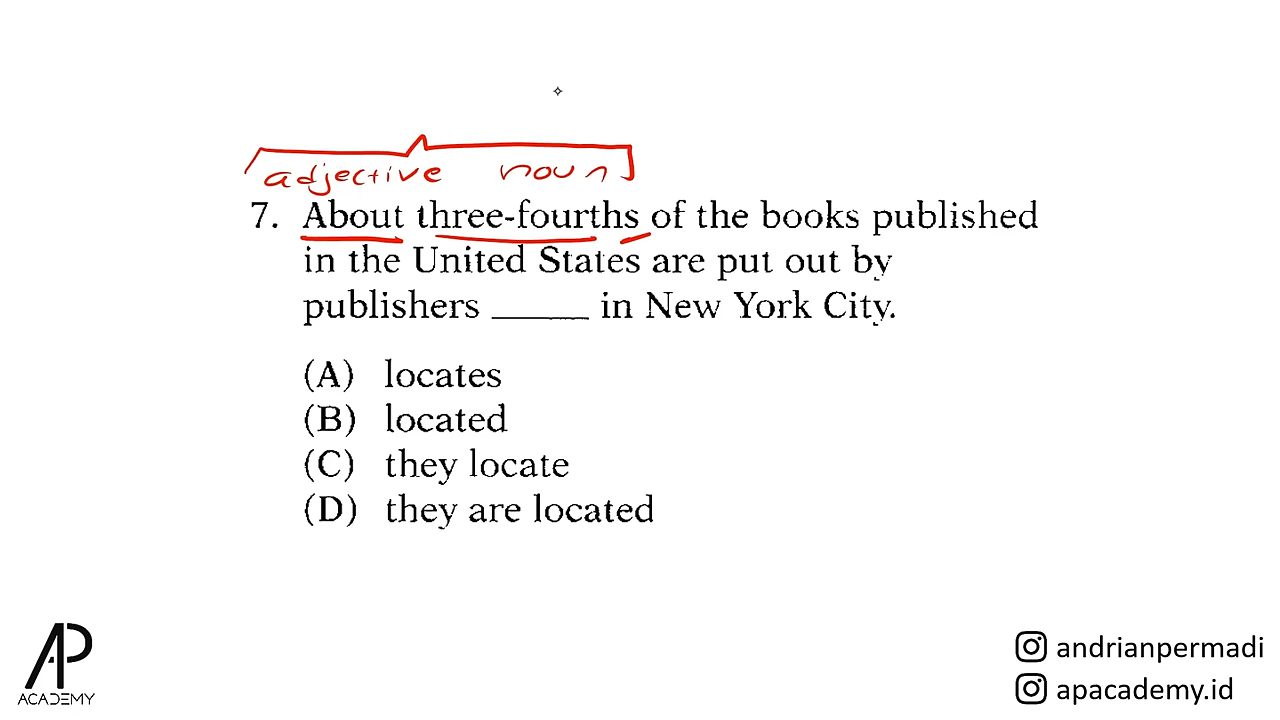 adjective noun
7. About three-fourths of the books published
in the United States are put out by
publishers _____ in New York City.
(A) locates
(B) located
(C) they locate
(D) they are located
AP
ACADEMY
andrianpermadi
apacademy.id